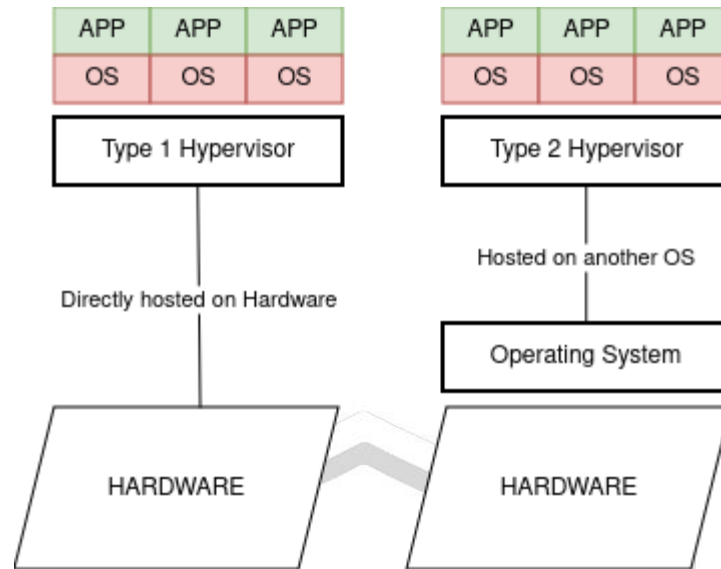 APP APP APP
OS OS OS
Type 1 Hypervisor
Directly hosted on Hardware
HARDWARE
APP APP APP
OS OS OS
Type 2 Hypervisor
Hosted on another OS
Operating System
HARDWARE